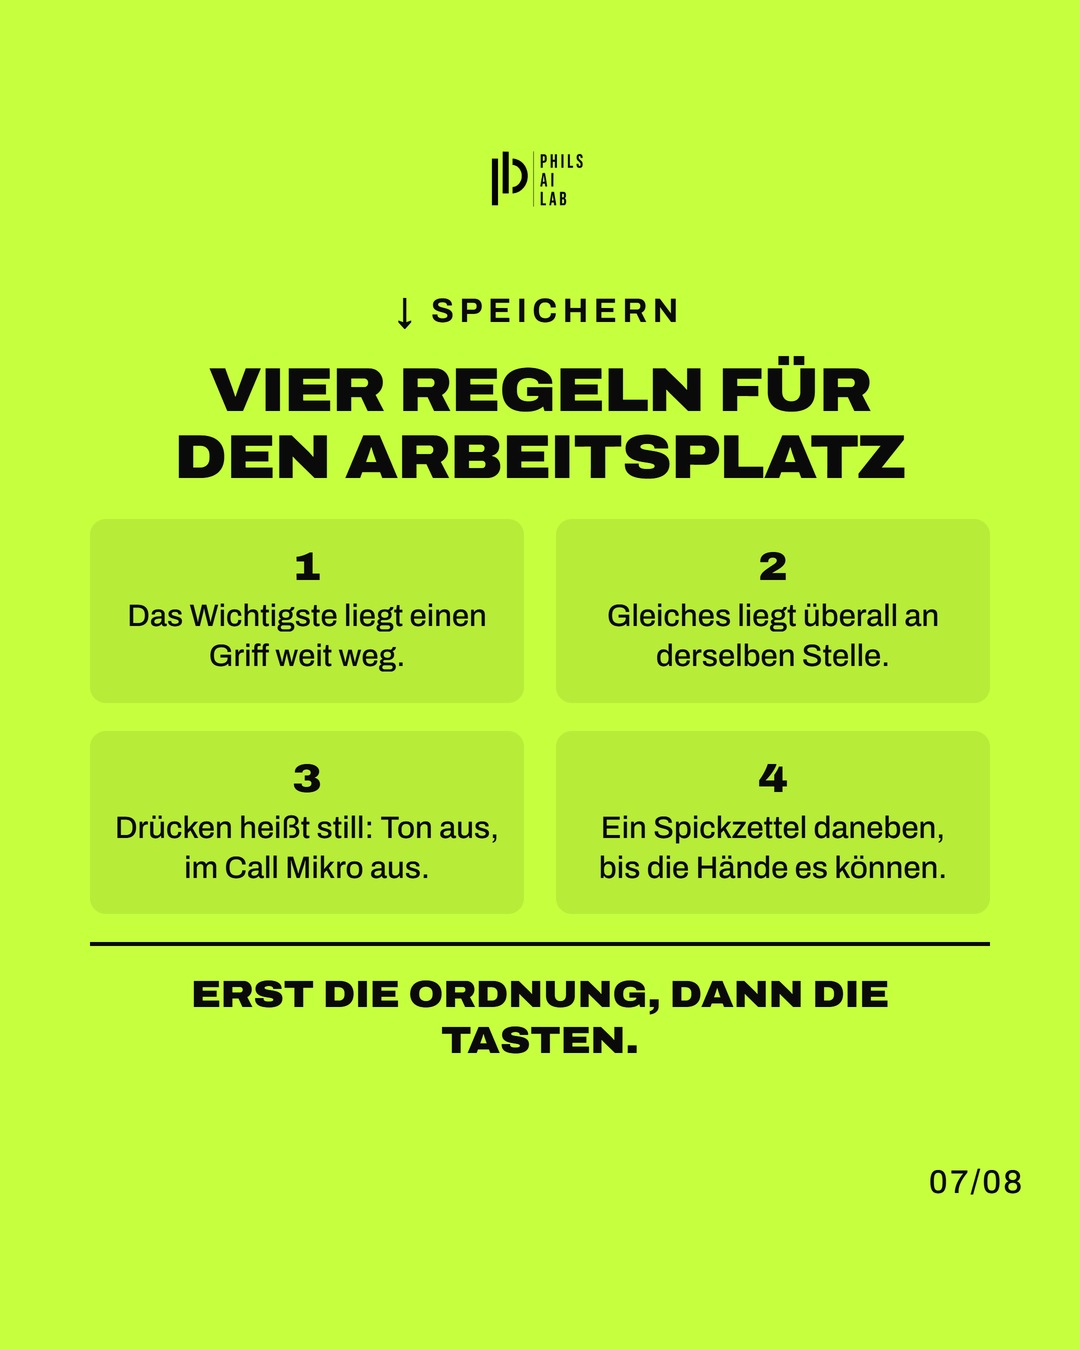 PHILS
AI
LAB
↓ SPEICHERN
VIER REGELN FÜR
DEN ARBEITSPLATZ
1
Das Wichtigste liegt einen
Griff weit weg.
2
Gleiches liegt überall an
derselben Stelle.
3
Drücken heißt still: Ton aus,
im Call Mikro aus.
4
Ein Spickzettel daneben,
bis die Hände es können.
ERST DIE ORDNUNG, DANN DIE
TASTEN.
07/08